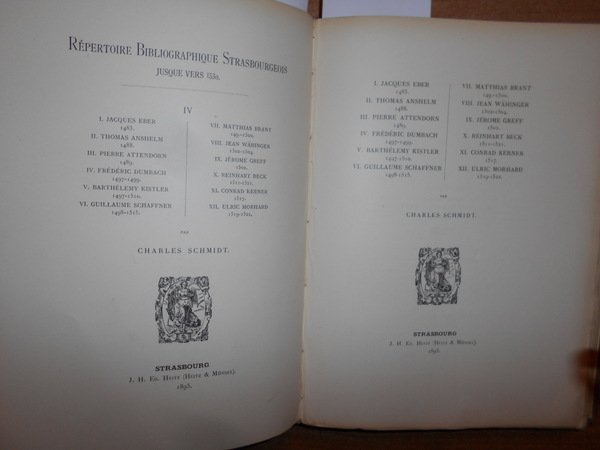 RÉPERTOIRE BIBLIOGRAPHIQUE STRASBOURGEOIS
JUSQUE VERS 1530.
IV
I. JACQUES EBER
1483.
II. THOMAS ANSHELM
1488.
III. PIERRE ATTENDORN
1489.
IV. FRÉDÉRIC DUMBACH
1497-1499.
V. BARTHÉLEMY KISTLER
1497-1510.
VI. GUILLAUME SCHAFFNER
1498-1515.
VII. MATTHIAS BRANT
1500.
VIII. JEAN WÄHINGER
1502-1504.
IX. JÉROME GREFF
1502.
X. REINHART BECK
1511-1521.
XI. CONRAD KERNER
1517.
XII. ULRIC MORHARD
1519-1522.
PAR
CHARLES SCHMIDT.
STRASBOURG
J. H. ED. HEITZ (HEITZ & MÜNDEL).
1893.
I. JACQUES EBER
1483.
II. THOMAS ANSHELM
1488.
III. PIERRE ATTENDORN
1489.
IV. FRÉDÉRIC DUMBACH
1497-1499.
V. BARTHÉLEMY KISTLER
1497-1510.
VI. GUILLAUME SCHAFFNER
1498-1515.
VII. MATTHIAS BRANT
1500.
VIII. JEAN WÄHINGER
1502-1504.
IX. JÉROME GREFF
1502.
X. REINHART BECK
1511-1521.
XI. CONRAD KERNER
1517.
XII. ULRIC MORHARD
1519-1522.
PAR
CHARLES SCHMIDT.
STRASBOURG
J. H. ED. HEITZ (HEITZ & MÜNDEL).
1893.